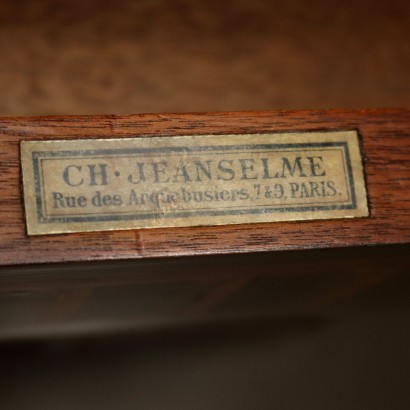 CH · JEANSELME
Rue des Arquebusiers, 7 & 9, PARIS.